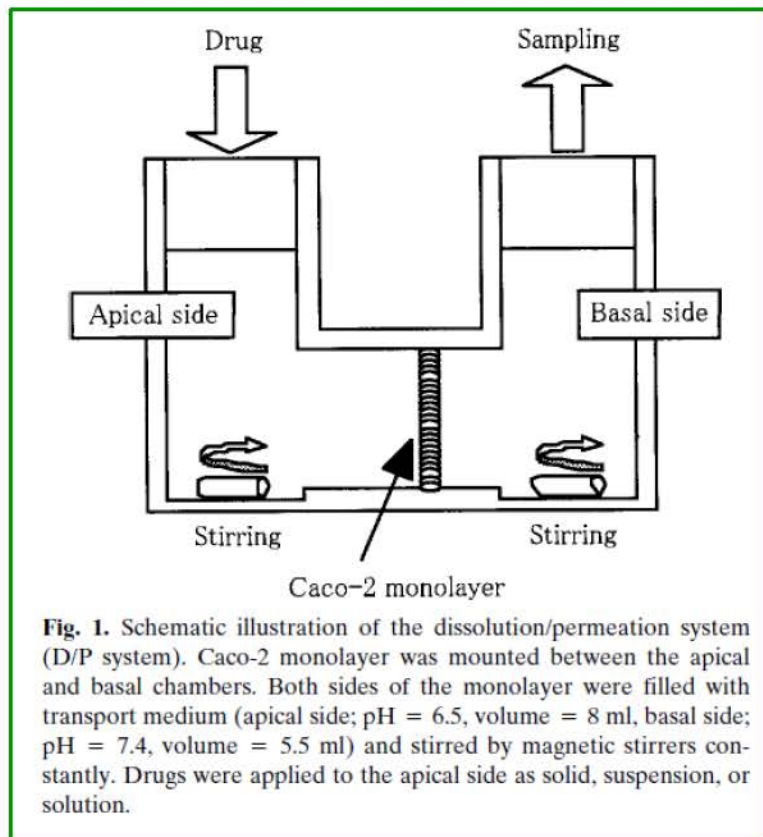 Drug
Sampling
Apical side
Basal side
Stirring
Stirring
Caco-2 monolayer
Fig. 1. Schematic illustration of the dissolution/permeation system
(D/P system). Caco-2 monolayer was mounted between the apical
and basal chambers. Both sides of the monolayer were filled with
transport medium (apical side; pH = 6.5, volume = 8 ml, basal side;
pH = 7.4, volume = 5.5 ml) and stirred by magnetic stirrers con-
stantly. Drugs were applied to the apical side as solid, suspension, or
solution.